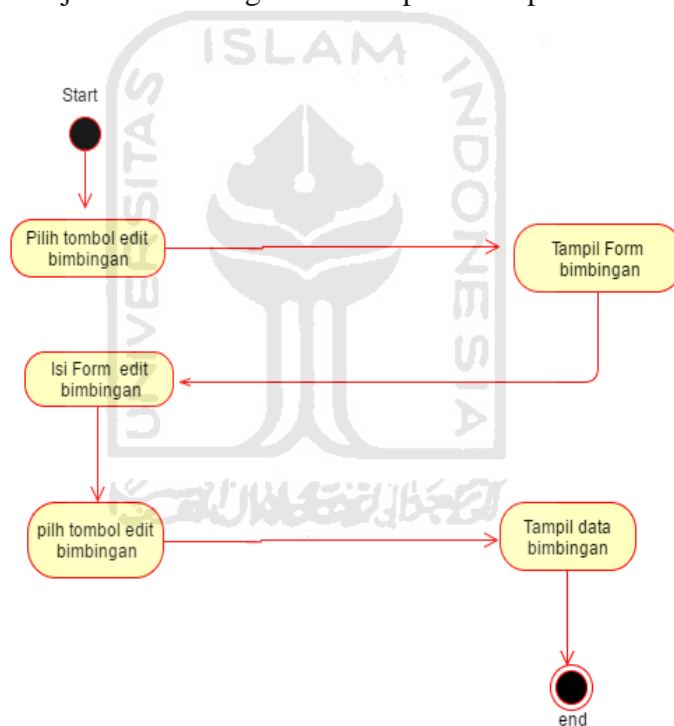 ISLAM
UNIVERSITAS
INDONESIA
Start
Pilih tombol edit
bimbingan
Tampil Form
bimbingan
Isi Form edit
bimbingan
pilh tombol edit
bimbingan
Tampil data
bimbingan
end